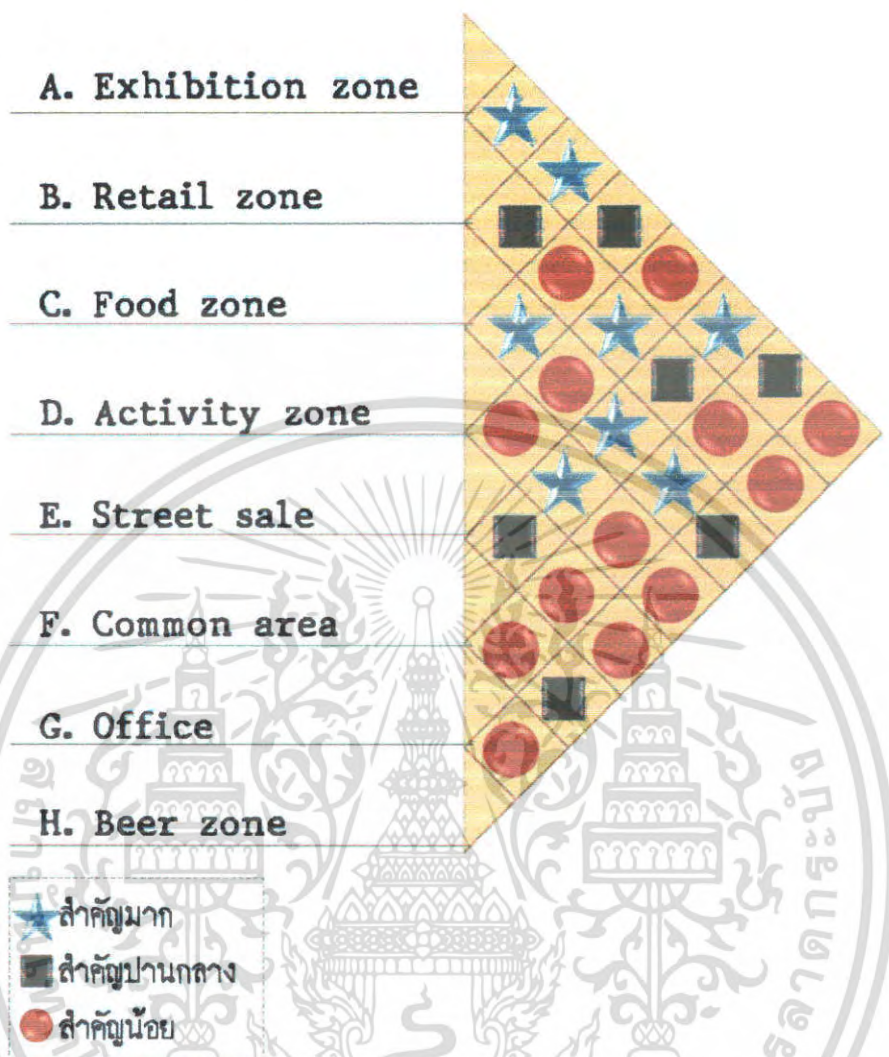 A. Exhibition zone
B. Retail zone
C. Food zone
D. Activity zone
E. Street sale
F. Common area
G. Office
H. Beer zone
สำคัญมาก
สำคัญปานกลาง
สำคัญน้อย